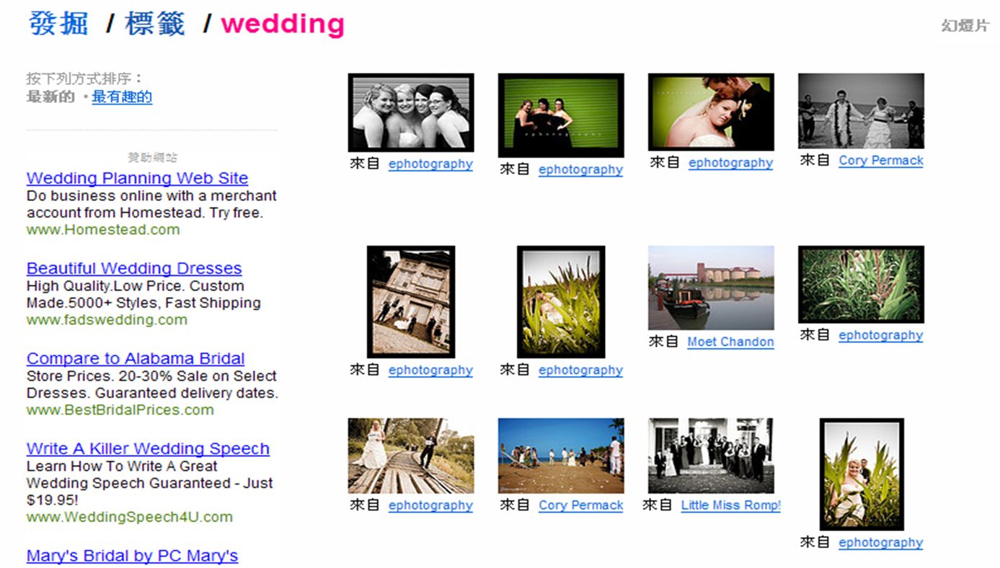 發掘 / 標籤 / wedding
幻燈片
按下列方式排序：
最新的 • 最有趣的
贊助網站
Wedding Planning Web Site
Do business online with a merchant
account from Homestead. Try free.
www.Homestead.com
Beautiful Wedding Dresses
High Quality.Low Price. Custom
Made.5000+ Styles, Fast Shipping
www.fadswedding.com
Compare to Alabama Bridal
Store Prices. 20-30% Sale on Select
Dresses. Guaranteed delivery dates.
www.BestBridalPrices.com
Write A Killer Wedding Speech
Learn How To Write A Great
Wedding Speech Guaranteed - Just
$19.95!
www.WeddingSpeech4U.com
Mary's Bridal by PC Mary's
ephotography
來自 ephotography
來自 ephotography
來自 ephotography
來自 Cory Permack
來自 ephotography
來自 ephotography
來自 Moet Chandon
來自 ephotography
來自 ephotography
來自 Cory Permack
來自 Little Miss Romp!
來自 ephotography